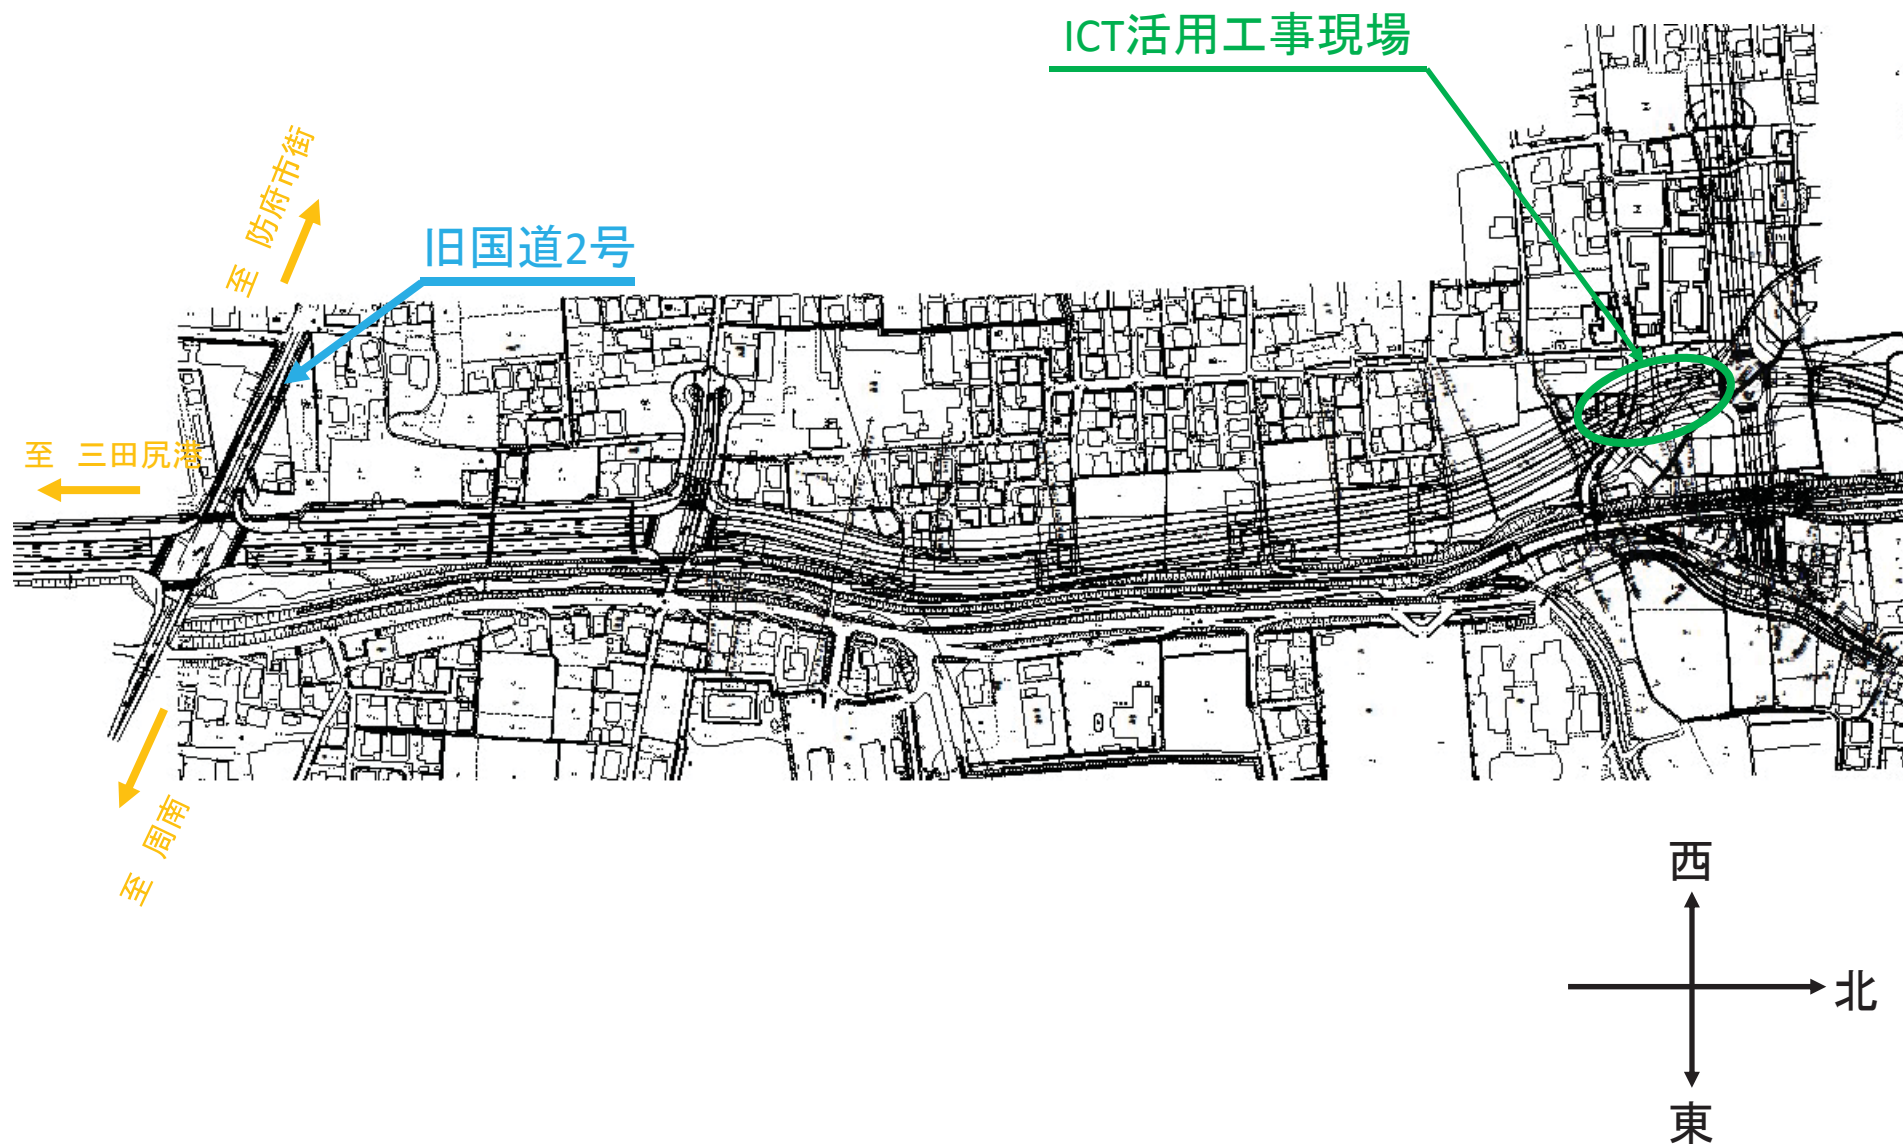 ICT活用工事現場
至 防府市街
旧国道2号
至 三田尻港
至 周南
西
北
東